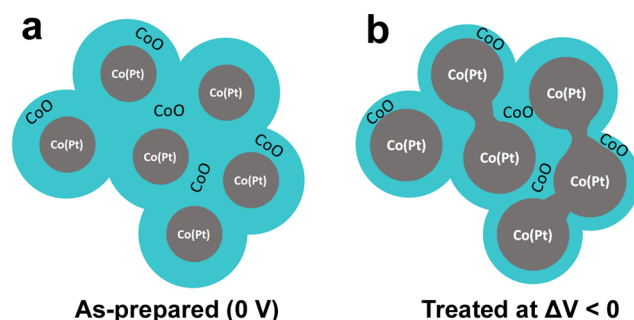 a
CoO
Co(Pt)
Co(Pt)
CoO
CoO
Co(Pt)
Co(Pt)
CoO
CoO
Co(Pt)
Co(Pt)
As-prepared (0 V)
b
CoO
Co(Pt)
Co(Pt)
CoO
CoO
Co(Pt)
Co(Pt)
CoO
CoO
Co(Pt)
Co(Pt)
Treated at ΔV < 0